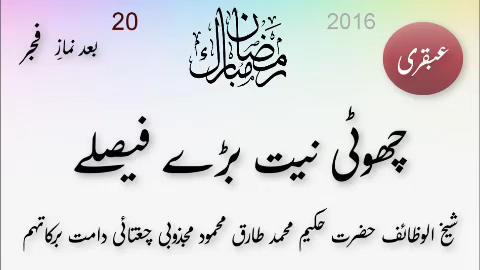 عبقری
2016
رمضان مبارک
20
بعد نمازِ فجر
چھوٹی نیت بڑے فیصلے
شیخ الوظائف حضرت حکیم محمد طارق محمود مجذوبی چغتائی دامت برکاتہم